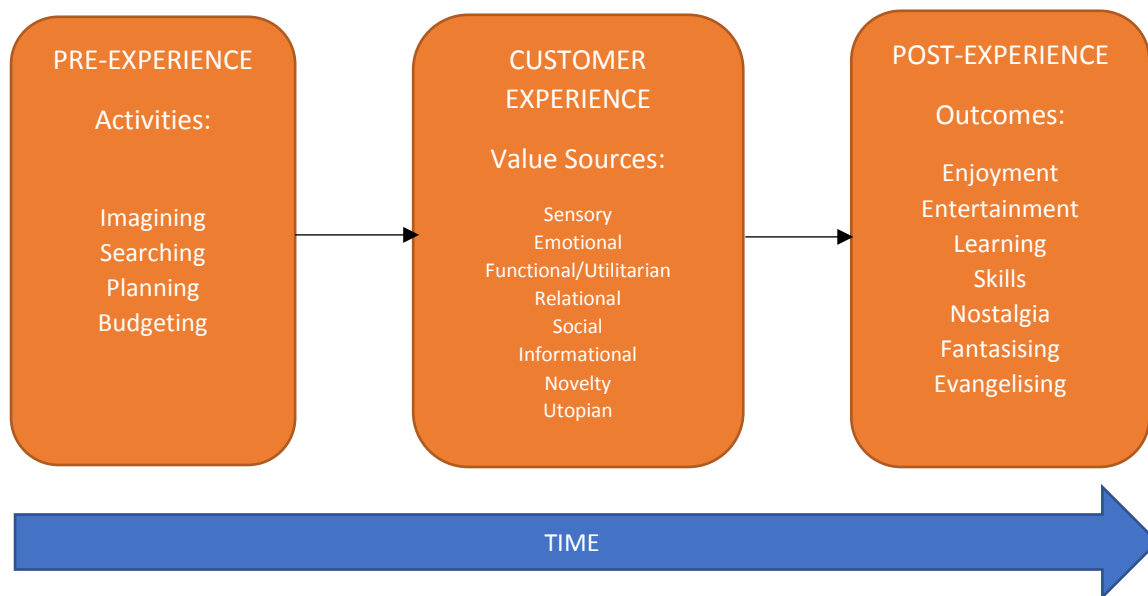 PRE-EXPERIENCE
Activities:
Imagining
Searching
Planning
Budgeting
CUSTOMER
EXPERIENCE
Value Sources:
Sensory
Emotional
Functional/Utilitarian
Relational
Social
Informational
Novelty
Utopian
POST-EXPERIENCE
Outcomes:
Enjoyment
Entertainment
Learning
Skills
Nostalgia
Fantasising
Evangelising
TIME